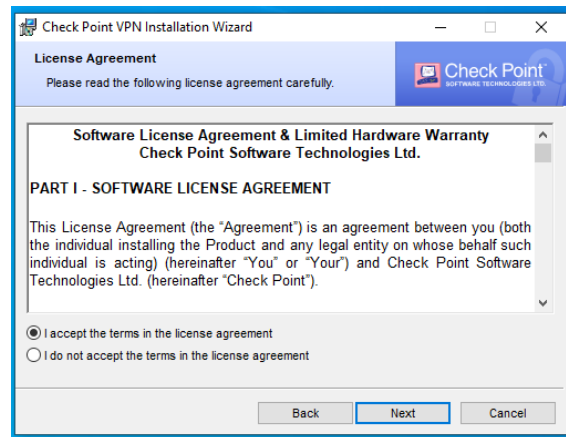 Check Point VPN Installation Wizard
License Agreement
Please read the following license agreement carefully.
Check Point
SOFTWARE TECHNOLOGIES LTD.
Software License Agreement & Limited Hardware Warranty
Check Point Software Technologies Ltd.
PART I - SOFTWARE LICENSE AGREEMENT
This License Agreement (the “Agreement”) is an agreement between you (both
the individual installing the Product and any legal entity on whose behalf such
individual is acting) (hereinafter “You” or “Your”) and Check Point Software
Technologies Ltd. (hereinafter “Check Point”).
I accept the terms in the license agreement
I do not accept the terms in the license agreement
Back Next Cancel